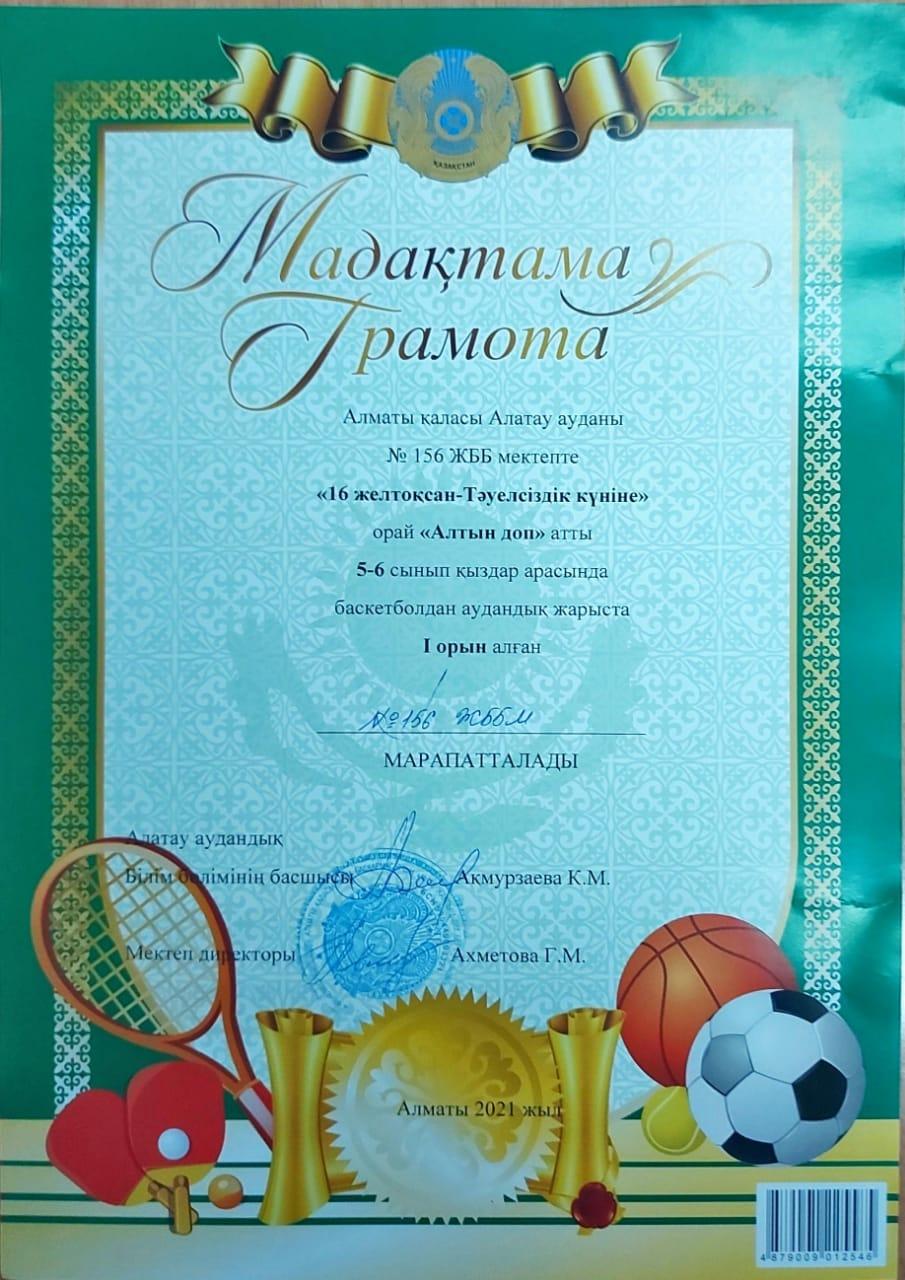 ҚАЗАҚСТАН
Мадақтама
Грамота
Алматы қаласы Алатау ауданы
№ 156 ЖББ мектепте
«16 желтоқсан-Тәуелсіздік күніне»
орай «Алтын доп» атты
5-6 сынып қыздар арасында
баскетболдан аудандық жарыста
I орын алған
№156 ЖББМ
МАРАПАТТАЛАДЫ
Алатау аудандық
Білім бөлімінің басшысы Ақмурзаева К.М.
Мектеп директоры Ахметова Г.М.
Алматы 2021 жыл
4 879009 012546